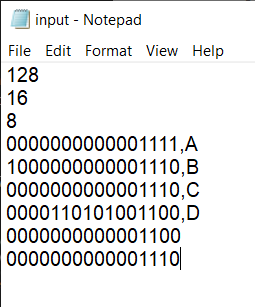 input - Notepad
File Edit Format View Help
128
16
8
0000000000001111,A
1000000000001110,B
0000000000001110,C
0000110101001100,D
0000000000001100
0000000000001110